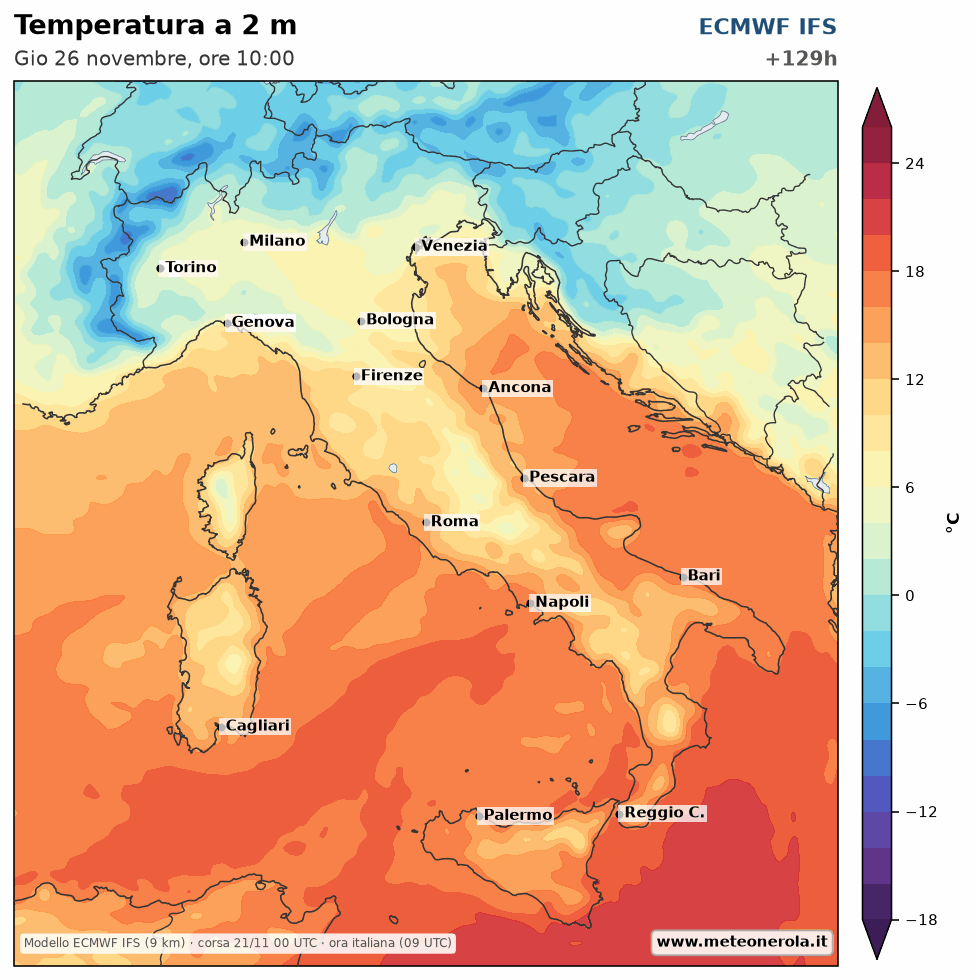 Temperatura a 2 m
ECMWF IFS
Gio 26 novembre, ore 10:00
+129h
Milano
Venezia
Torino
Genova
Bologna
Firenze
Ancona
Pescara
Roma
Bari
Napoli
Cagliari
Palermo
Reggio C.
24
18
12
6
0
−6
−12
−18
°C
Modello ECMWF IFS (9 km) · corsa 21/11 00 UTC · ora italiana (09 UTC)
www.meteonerola.it